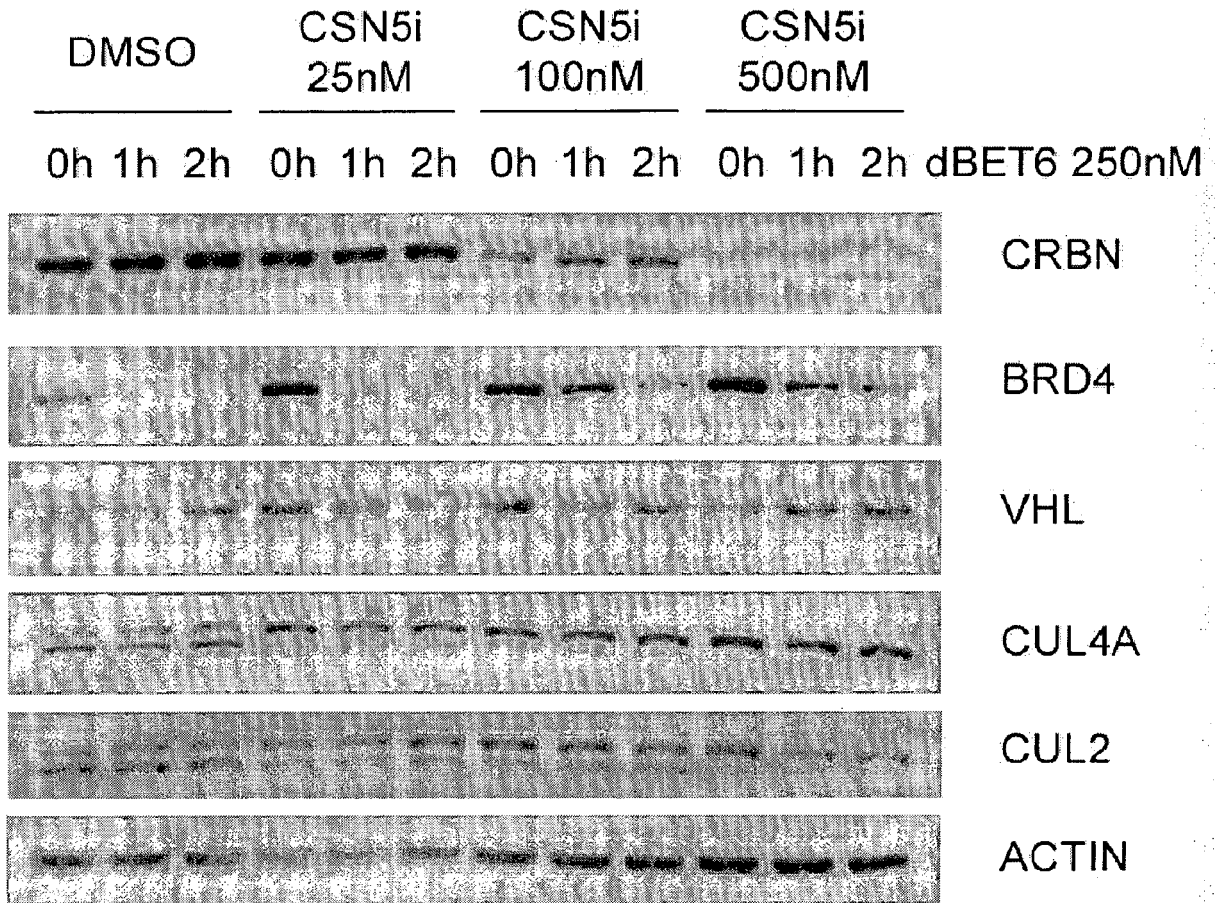 DMSO
CSN5i
25nM
CSN5i
100nM
CSN5i
500nM
0h 1h 2h 0h 1h 2h 0h 1h 2h 0h 1h 2h dBET6 250nM
CRBN
BRD4
VHL
CUL4A
CUL2
ACTIN